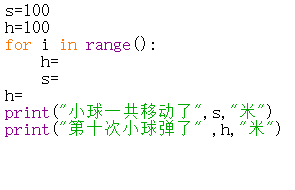 s=100
h=100
for i in range():
    h=
    s=
h=
print("小球一共移动了",s,"米")
print("第十次小球弹了" ,h,"米")